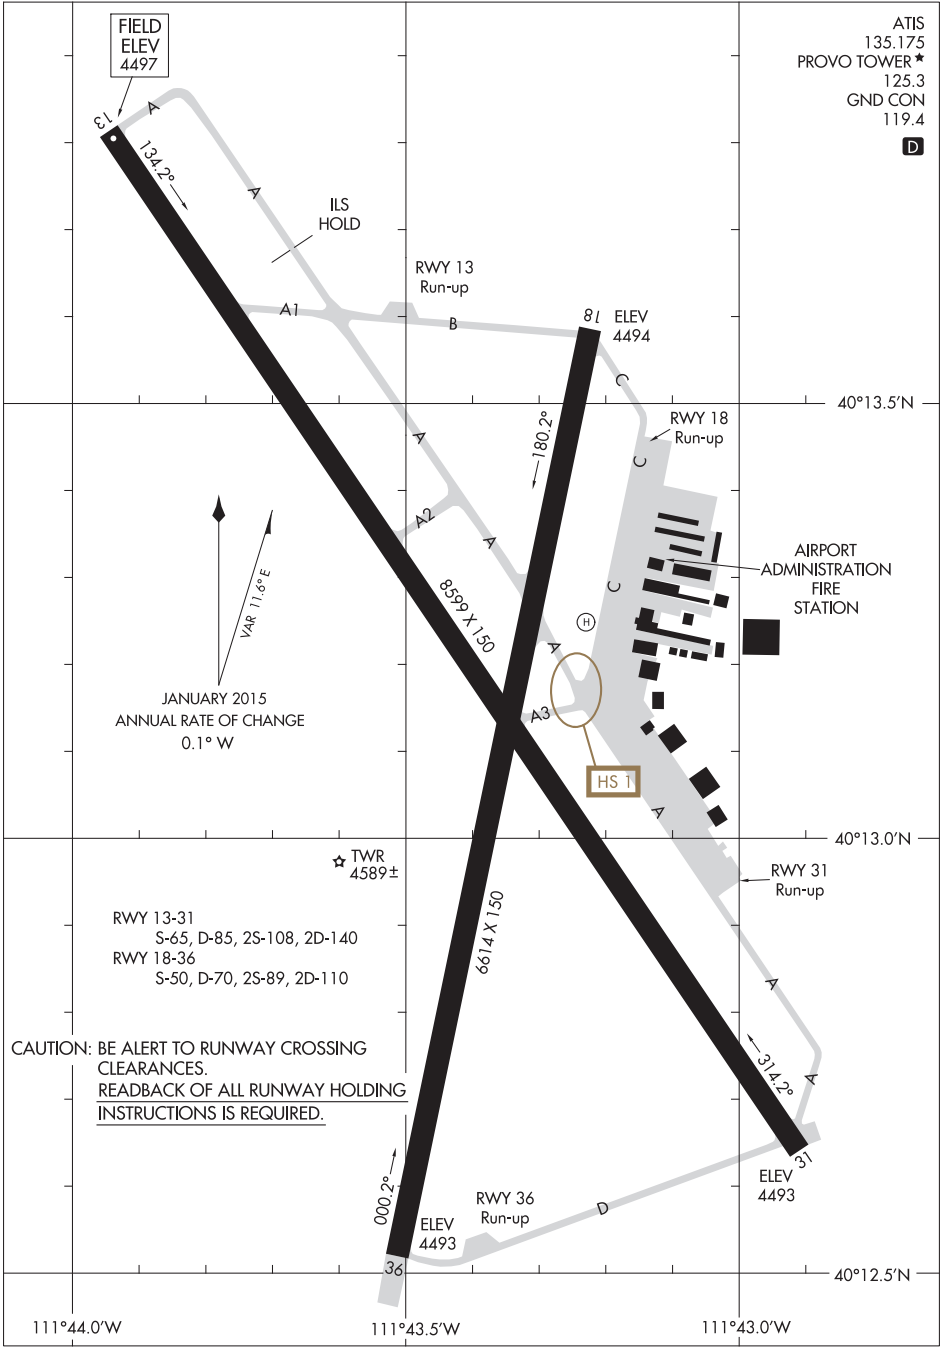 FIELD
ELEV
4497
ATIS
135.175
PROVO TOWER★
125.3
GND CON
119.4
D
A
13
134.2°
A
ILS
HOLD
RWY 13
Run-up
A1
B
18
ELEV
4494
C
40°13.5'N
RWY 18
Run-up
A
180.2°
C
A2
A
VAR 11.6° E
8599 X 150
C
H
AIRPORT
ADMINISTRATION
FIRE
STATION
A
JANUARY 2015
ANNUAL RATE OF CHANGE
0.1° W
A3
HS 1
A
40°13.0'N
TWR
4589±
RWY 31
Run-up
RWY 13-31
S-65, D-85, 2S-108, 2D-140
RWY 18-36
S-50, D-70, 2S-89, 2D-110
6614 X 150
A
CAUTION: BE ALERT TO RUNWAY CROSSING
CLEARANCES.
READBACK OF ALL RUNWAY HOLDING
INSTRUCTIONS IS REQUIRED.
314.2°
A
31
ELEV
4493
000.2°
RWY 36
Run-up
D
ELEV
4493
36
40°12.5'N
111°44.0'W
111°43.5'W
111°43.0'W